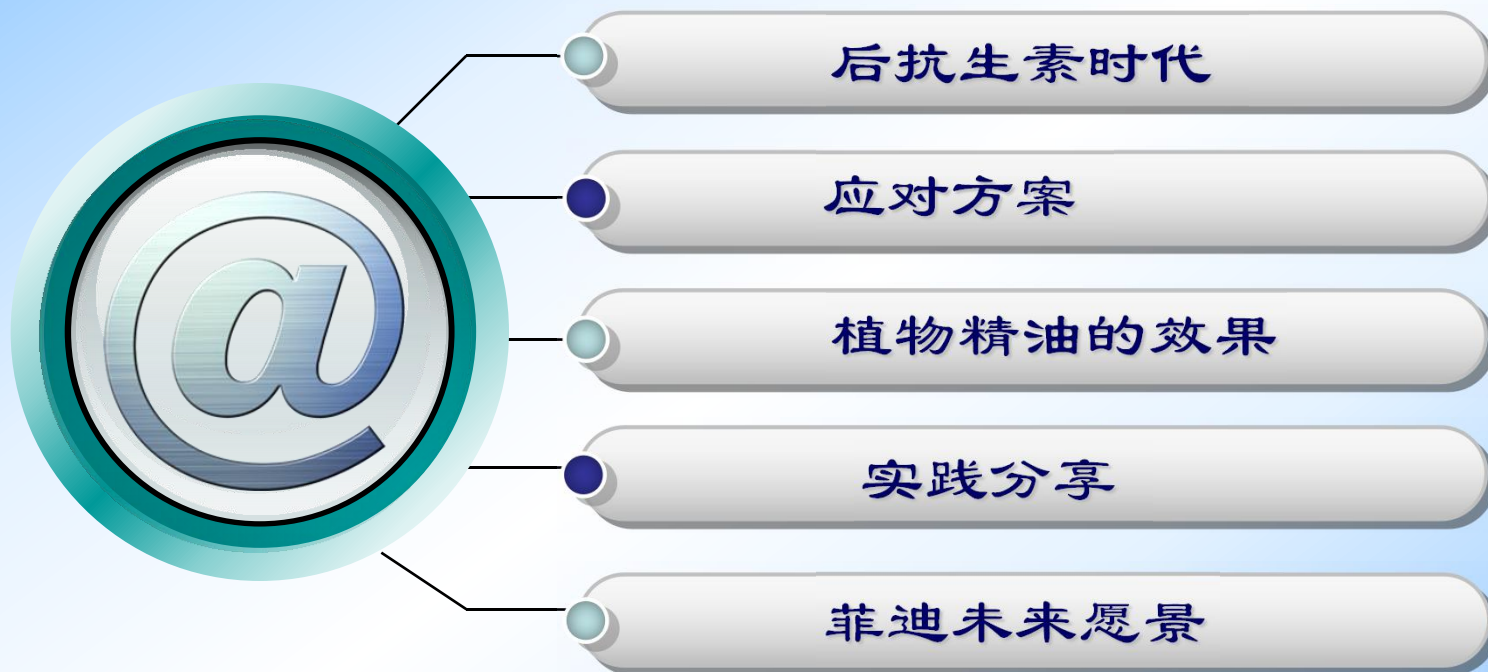 @
后抗生素时代
应对方案
植物精油的效果
实践分享
菲迪未来愿景